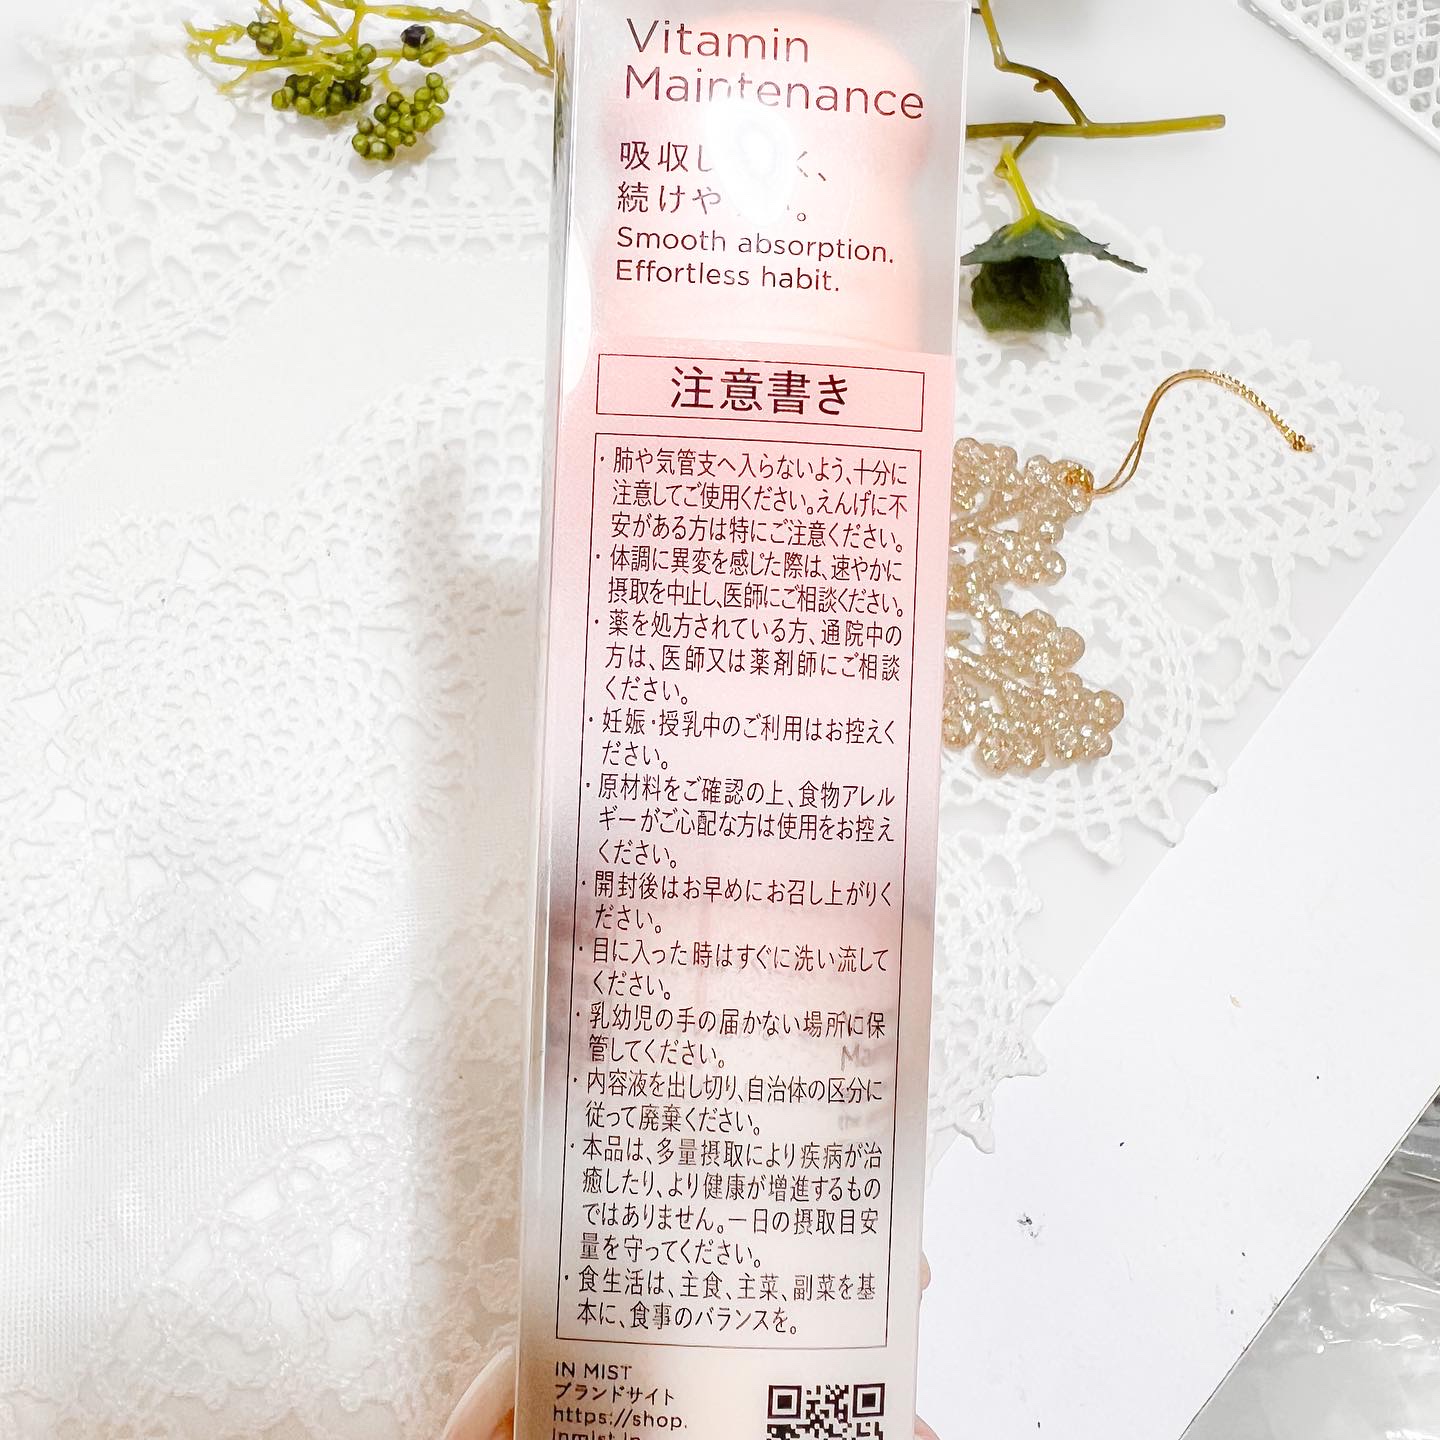 Vitamin
Maintenance
吸収し く、
続けや い。
Smooth absorption.
Effortless habit.
注意書き
・肺や気管支へ入らないよう、十分に
注意してご使用ください。えんげに不
安がある方は特にご注意ください。
・体調に異変を感じた際は、速やかに
摂取を中止し、医師にご相談ください。
・薬を処方されている方、通院中の
方は、医師又は薬剤師にご相談
ください。
・妊娠・授乳中のご利用はお控えく
ださい。
・原材料をご確認の上、食物アレル
ギーがご心配な方は使用をお控え
ください。
・開封後はお早めにお召し上がりく
ださい。
・目に入った時はすぐに洗い流して
ください。
・乳幼児の手の届かない場所に保
管してください。
・内容液を出し切り、自治体の区分に
従って廃棄ください。
・本品は、多量摂取により疾病が治
癒したり、より健康が増進するもの
ではありません。一日の摂取目安
量を守ってください。
・食生活は、主食、主菜、副菜を基
本に、食事のバランスを。
IN MIST
ブランドサイト
https://shop.